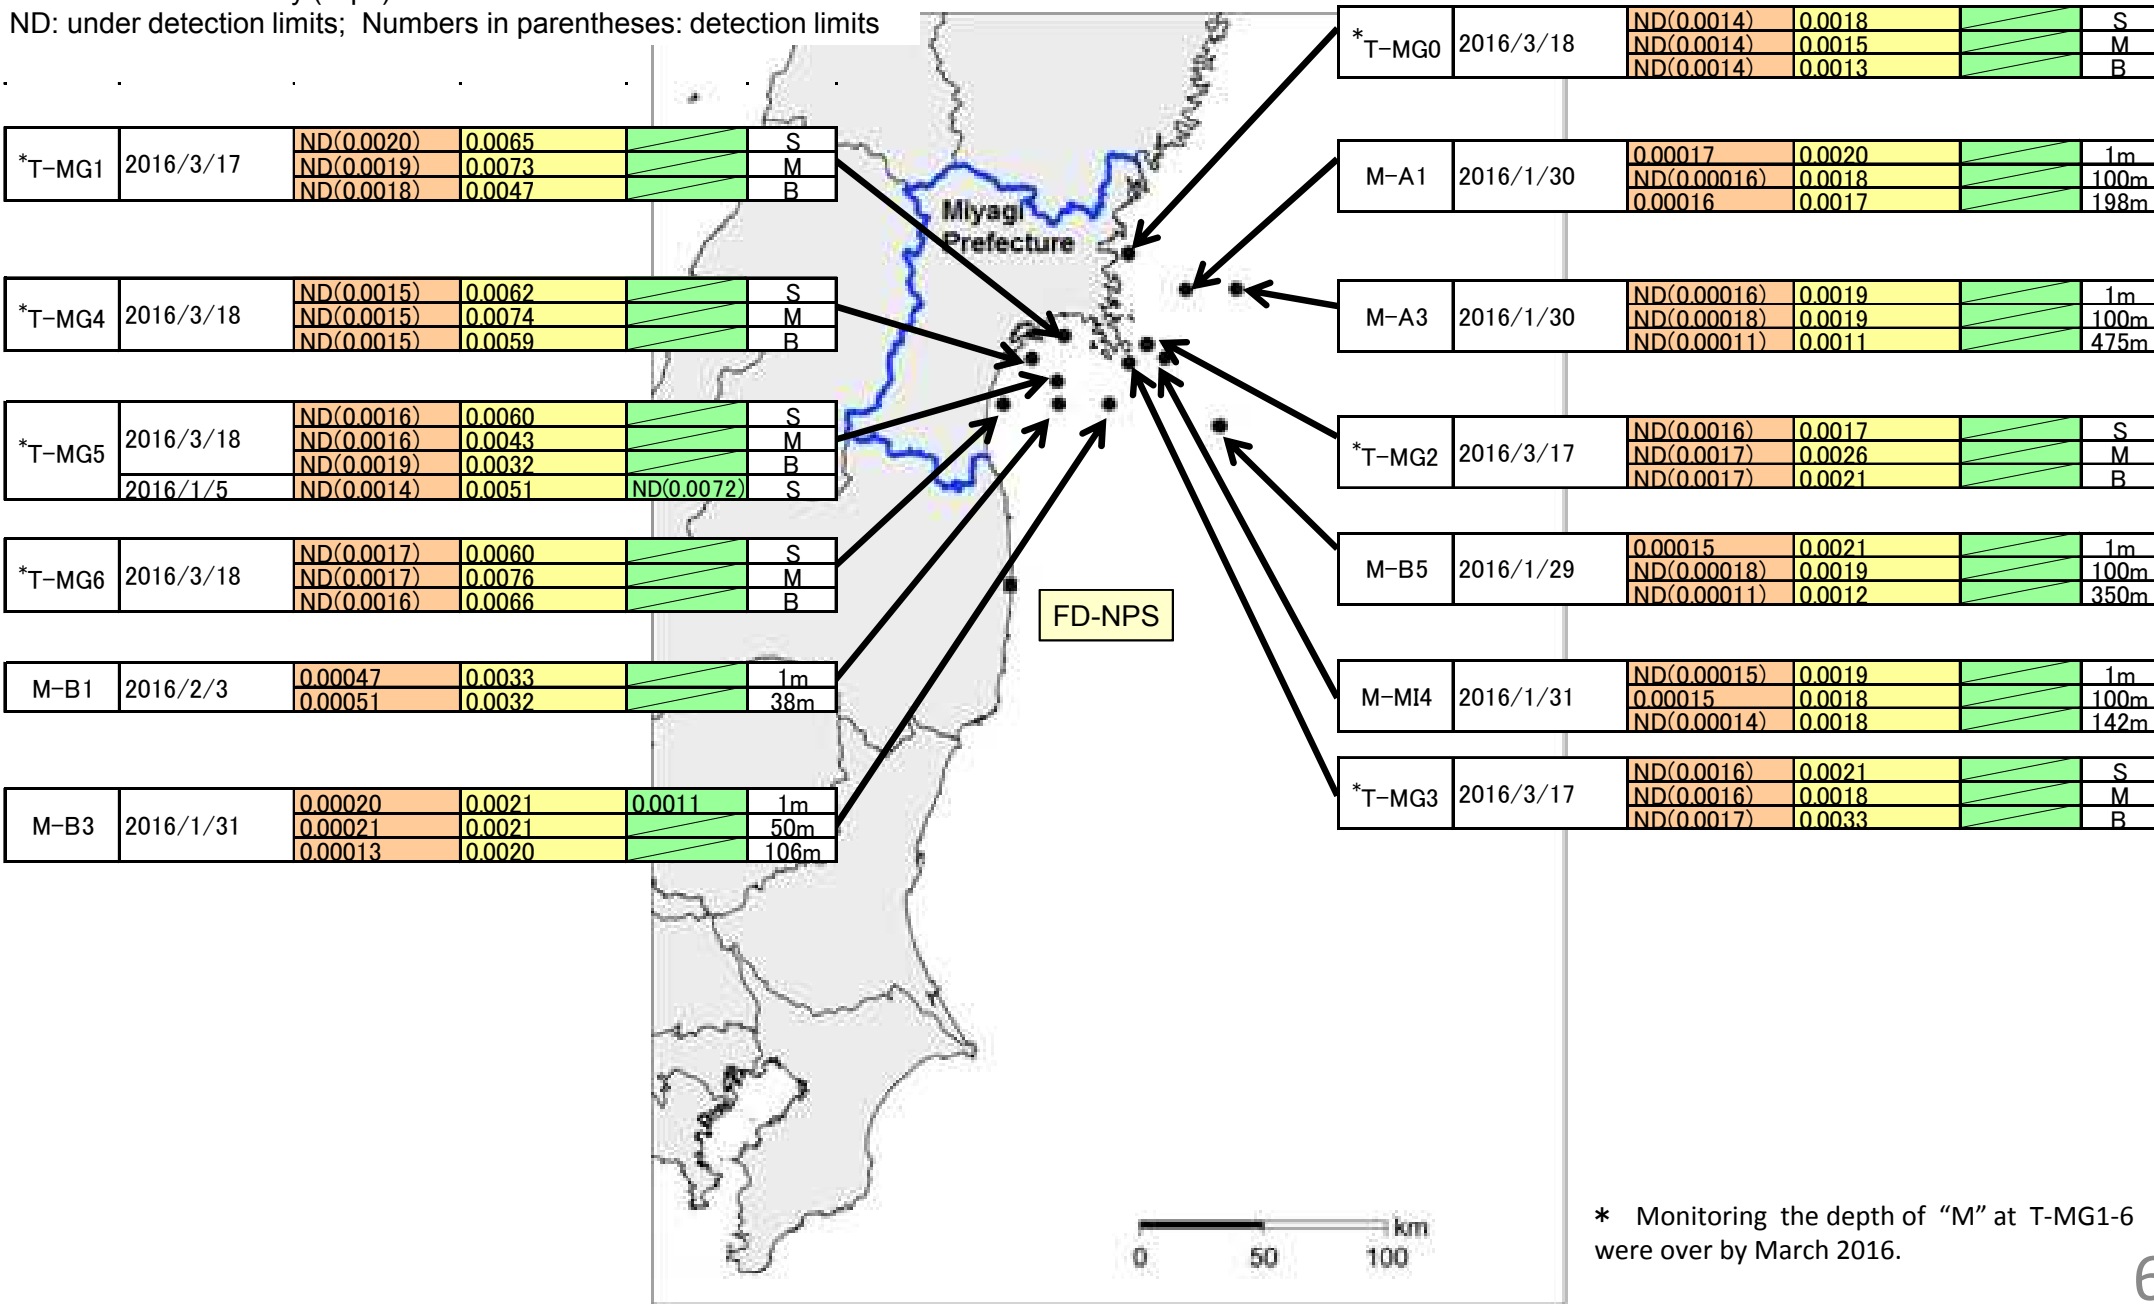 ND: under detection limits; Numbers in parentheses: detection limits
*T-MG1 2016/3/17 ND(0.0020) 0.0065 S
ND(0.0019) 0.0073 M
ND(0.0018) 0.0047 B
*T-MG4 2016/3/18 ND(0.0015) 0.0062 S
ND(0.0015) 0.0074 M
ND(0.0015) 0.0059 B
*T-MG5 2016/3/18 ND(0.0016) 0.0060 S
ND(0.0016) 0.0043 M
ND(0.0019) 0.0032 B
2016/1/5 ND(0.0014) 0.0051 ND(0.0072) S
*T-MG6 2016/3/18 ND(0.0017) 0.0060 S
ND(0.0017) 0.0076 M
ND(0.0016) 0.0066 B
M-B1 2016/2/3 0.00047 0.0033 1m
0.00051 0.0032 38m
M-B3 2016/1/31 0.00020 0.0021 0.0011 1m
0.00021 0.0021 50m
0.00013 0.0020 106m
Miyagi
Prefecture
FD-NPS
km
0 50 100
*T-MG0 2016/3/18 ND(0.0014) 0.0018 S
ND(0.0014) 0.0015 M
ND(0.0014) 0.0013 B
M-A1 2016/1/30 0.00017 0.0020 1m
ND(0.00016) 0.0018 100m
0.00016 0.0017 198m
M-A3 2016/1/30 ND(0.00016) 0.0019 1m
ND(0.00018) 0.0019 100m
ND(0.00011) 0.0011 475m
*T-MG2 2016/3/17 ND(0.0016) 0.0017 S
ND(0.0017) 0.0026 M
ND(0.0017) 0.0021 B
M-B5 2016/1/29 0.00015 0.0021 1m
ND(0.00018) 0.0019 100m
ND(0.00011) 0.0012 350m
M-MI4 2016/1/31 ND(0.00015) 0.0019 1m
0.00015 0.0018 100m
ND(0.00014) 0.0018 142m
*T-MG3 2016/3/17 ND(0.0016) 0.0021 S
ND(0.0016) 0.0018 M
ND(0.0017) 0.0033 B
* Monitoring the depth of "M" at T-MG1-6
were over by March 2016.
6